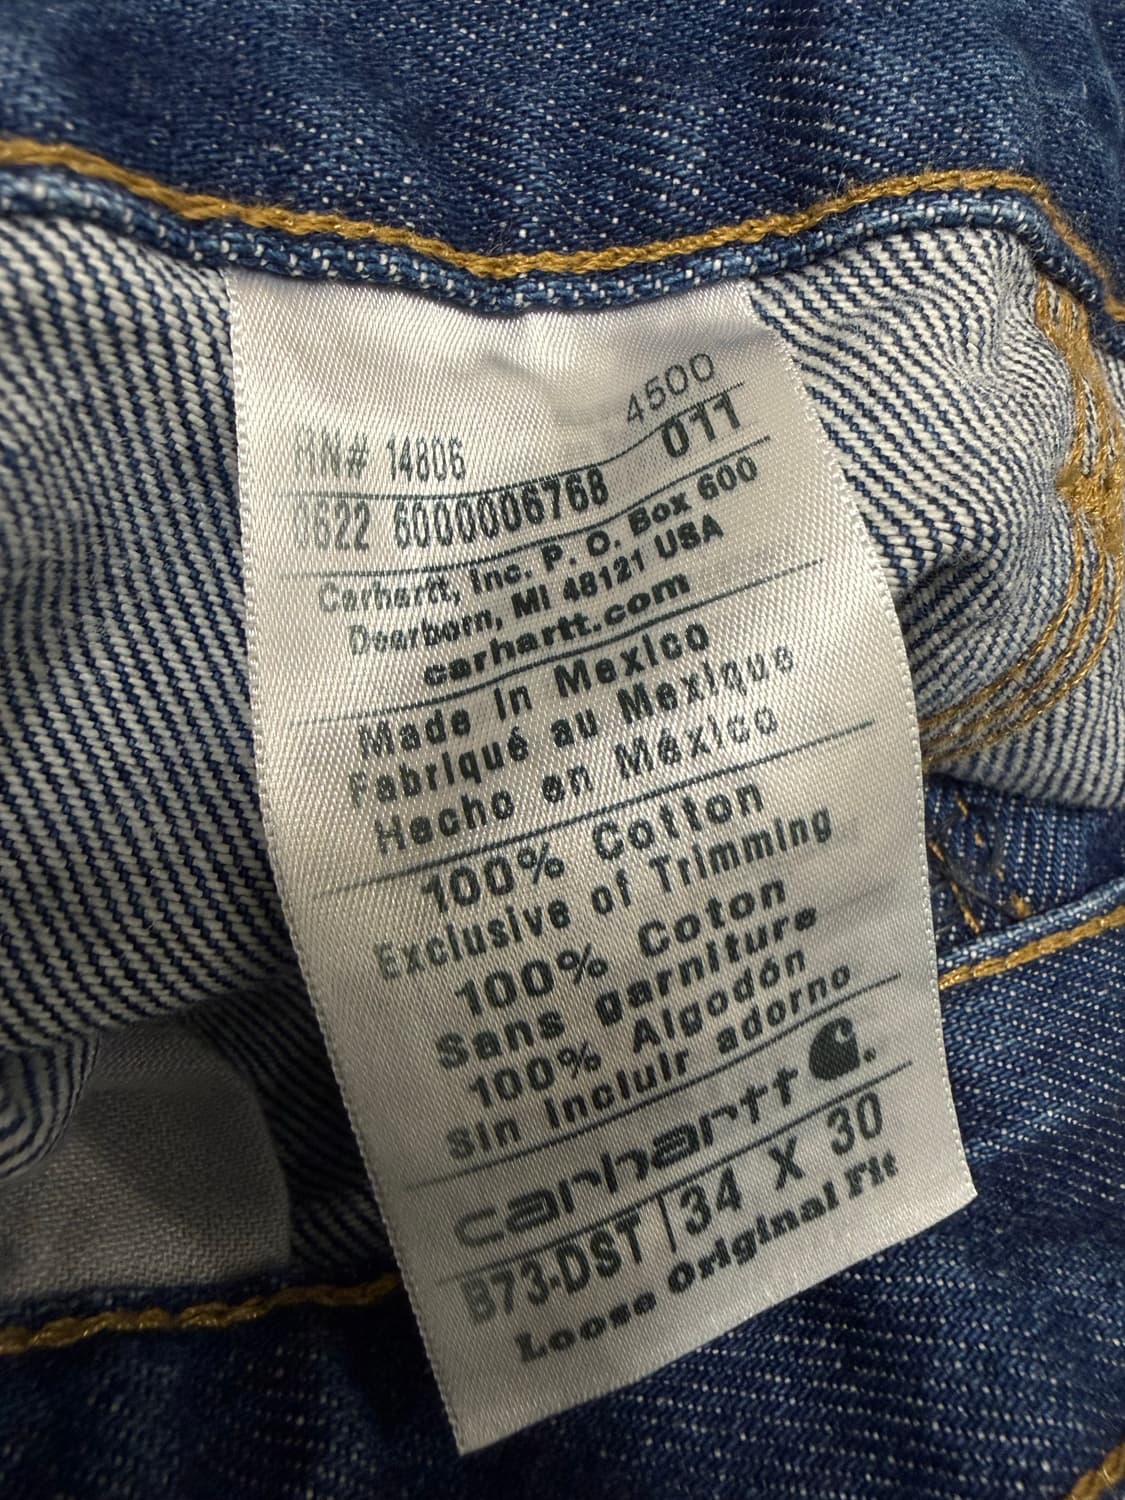 4500
RN# 14806 011
0622 6000006768
Carhartt, Inc. P. O. Box 600
Dearborn, MI 48121 USA
carhartt.com
Made in Mexico
Fabriqué au Mexique
Hecho en México
100% Cotton
Exclusive of Trimming
100% Coton
Sans garniture
100% Algodón
Sin incluir adorno
carhartt
B73-DST 34 X 30
Loose Original Fit